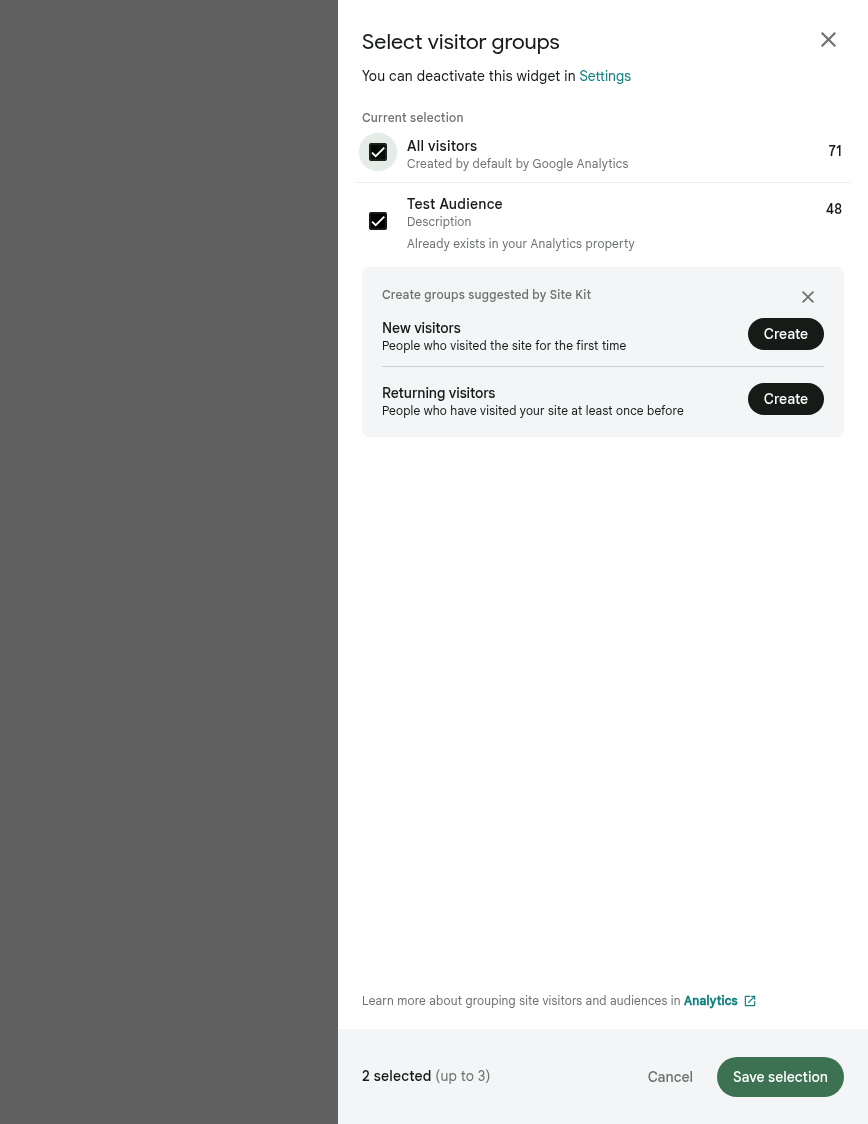 Select visitor groups
You can deactivate this widget in Settings
Current selection
All visitors
71
Created by default by Google Analytics
Test Audience
48
Description
Already exists in your Analytics property
Create groups suggested by Site Kit
New visitors
People who visited the site for the first time
Create
Returning visitors
People who have visited your site at least once before
Create
Learn more about grouping site visitors and audiences in Analytics
2 selected (up to 3)
Cancel
Save selection